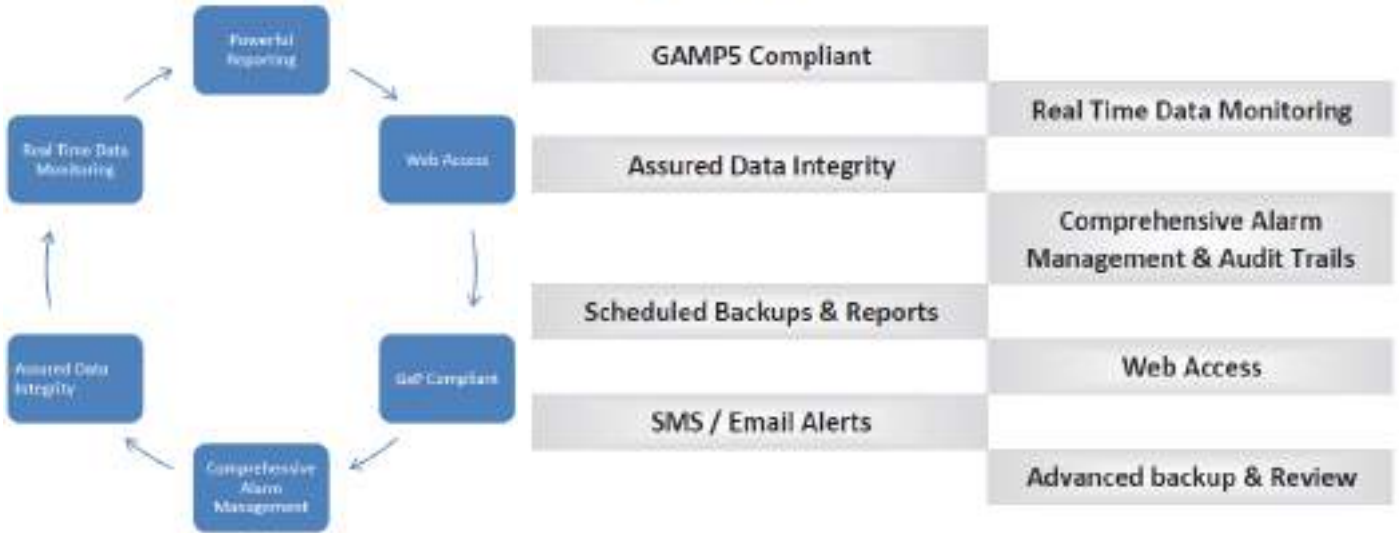 Powerful
Reporting
Web Access
GxP Compliant
Comprehensive
Alarm
Management
Assured Data
Integrity
Real Time Data
Monitoring
GAMP5 Compliant
Real Time Data Monitoring
Assured Data Integrity
Comprehensive Alarm
Management & Audit Trails
Scheduled Backups & Reports
Web Access
SMS / Email Alerts
Advanced backup & Review